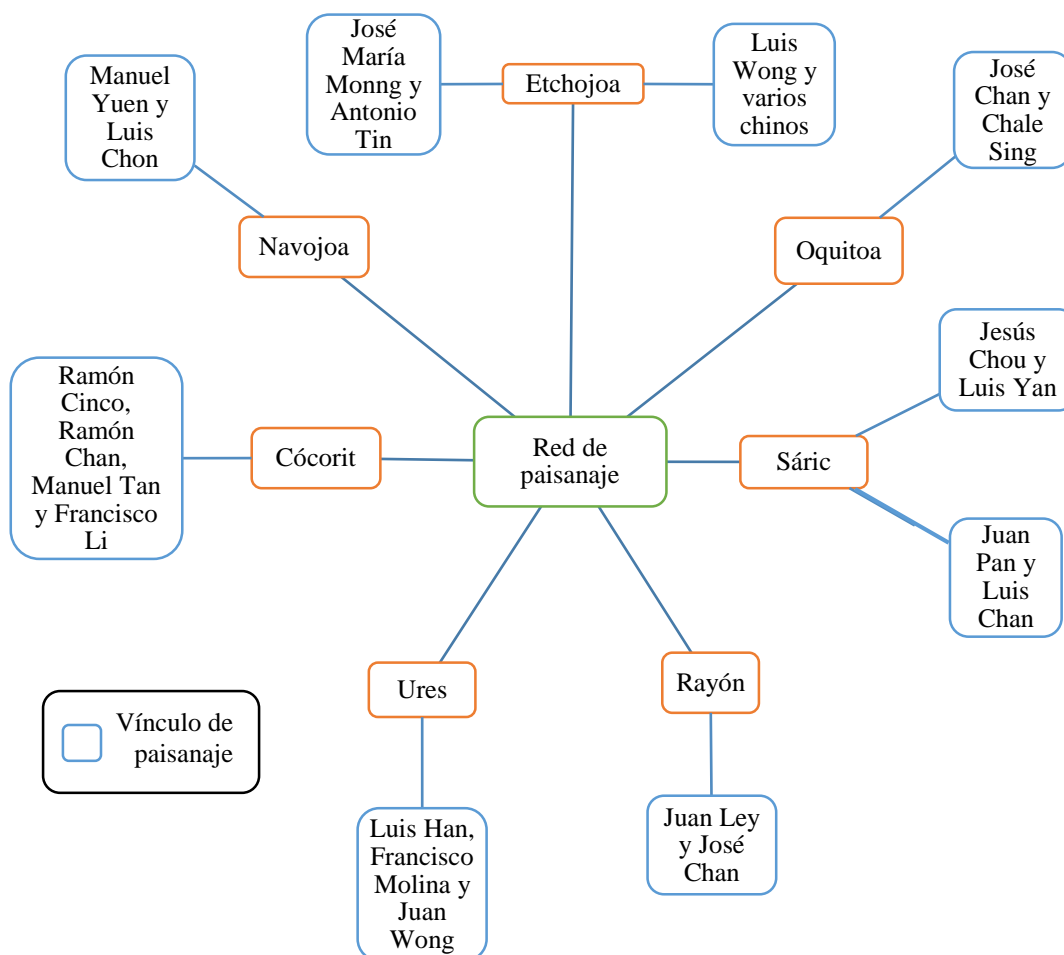 José
María
Monng y
Antonio
Tin
Etchojoa
Luis
Wong y
varios
chinos
Manuel
Yuen y
Luis
Chon
José
Chan y
Chale
Sing
Navojoa
Oquitoa
Jesús
Chou y
Luis Yan
Ramón
Cinco,
Ramón
Chan,
Manuel Tan
y Francisco
Li
Cócorit
Red de
paisanaje
Sáric
Juan
Pan y
Luis
Chan
Ures
Rayón
Vínculo de
paisanaje
Luis Han,
Francisco
Molina y
Juan
Wong
Juan Ley
y José
Chan